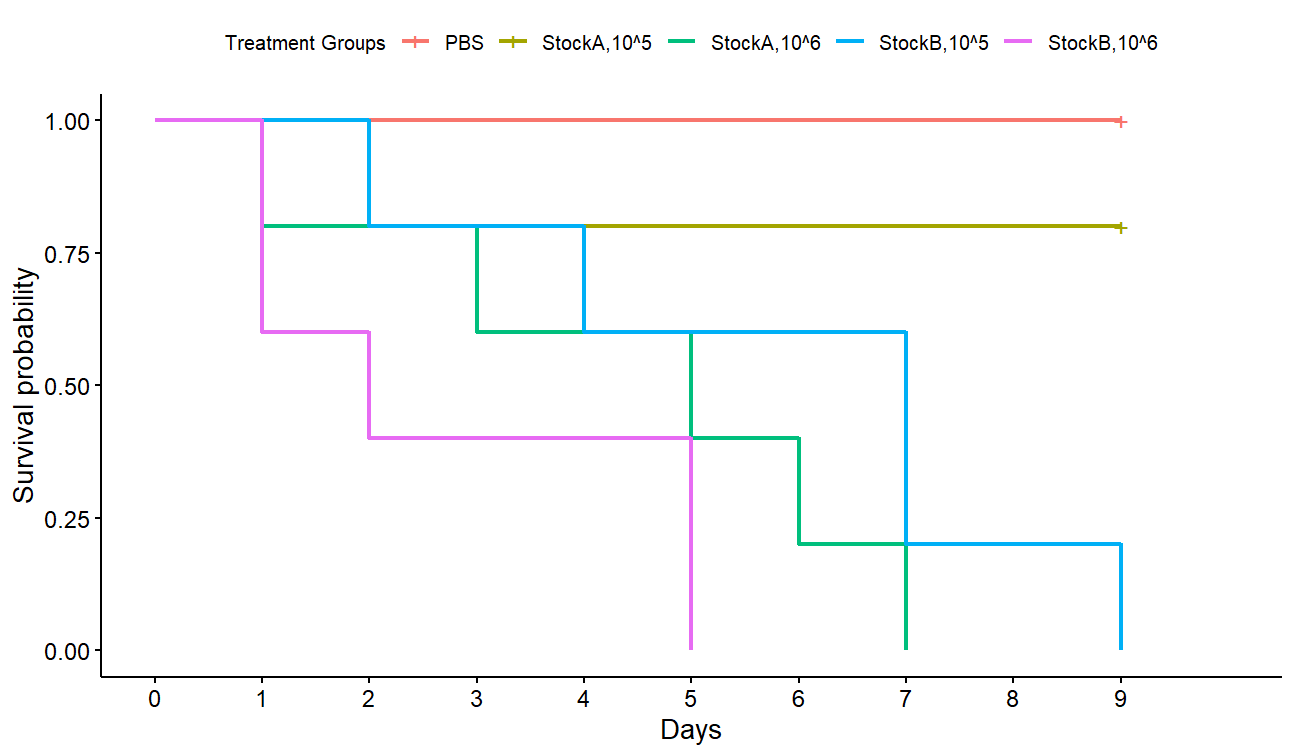 Treatment Groups PBS StockA,10^5 StockA,10^6 StockB,10^5 StockB,10^6
Survival probability
1.00
0.75
0.50
0.25
0.00
0 1 2 3 4 5 6 7 8 9
Days